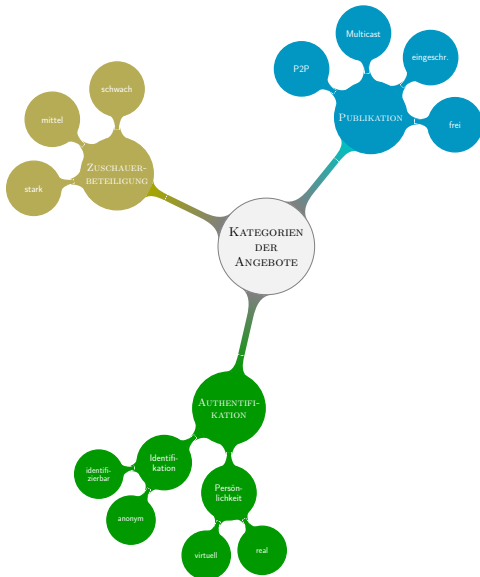 Multicast
eingeschr.
P2P
schwach
Publikation
frei
mittel
Zuschauer-
beteiligung
stark
Kategorien
der
Angebote
Authentifi-
kation
Identifi-
kation
identifi-
zierbar
Persön-
lichkeit
anonym
virtuell
real